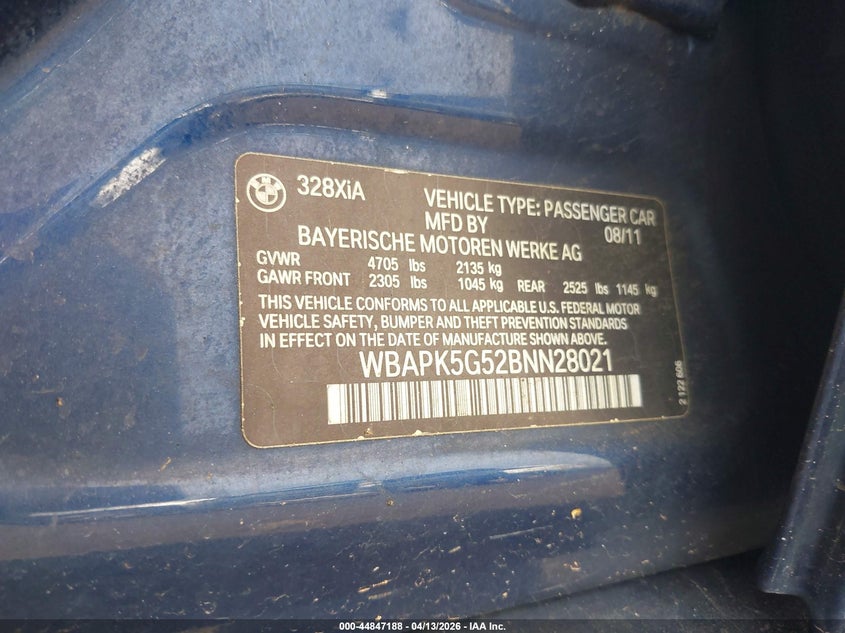 BMW
328XiA
VEHICLE TYPE: PASSENGER CAR
MFD BY 08/11
BAYERISCHE MOTOREN WERKE AG
GVWR 4705 lbs 2135 kg
GAWR FRONT 2305 lbs 1045 kg REAR 2525 lbs 1145 kg
THIS VEHICLE CONFORMS TO ALL APPLICABLE U.S. FEDERAL MOTOR
VEHICLE SAFETY, BUMPER AND THEFT PREVENTION STANDARDS
IN EFFECT ON THE DATE OF MANUFACTURE SHOWN ABOVE.
WBAPK5G52BNN28021
2 122 606
000-44847188 - 04/13/2026 - IAA Inc.